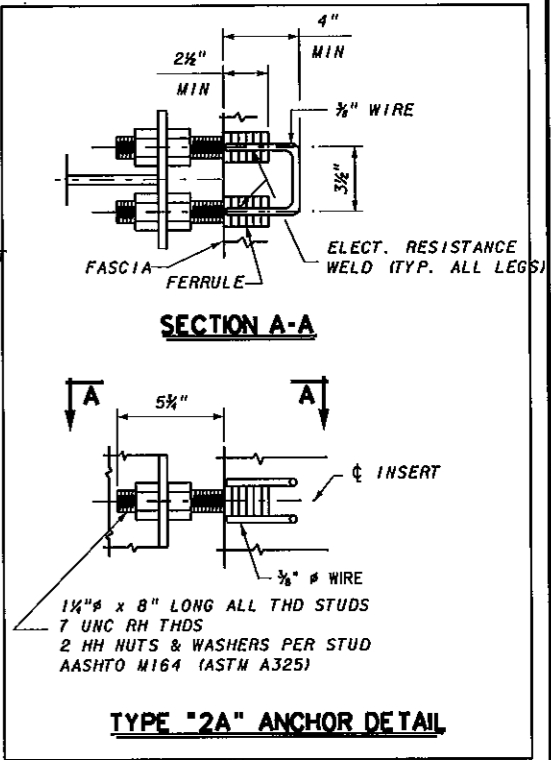 4"
MIN
2½"
MIN
⅜" WIRE
3½"
ELECT. RESISTANCE
WELD (TYP. ALL LEGS)
FASCIA
FERRULE
SECTION A-A
A
A
5¾"
℄ INSERT
⅜" ⌀ WIRE
1¼"⌀ x 8" LONG ALL THD STUDS
7 UNC RH THDS
2 HH NUTS & WASHERS PER STUD
AASHTO M164 (ASTM A325)
TYPE "2A" ANCHOR DETAIL